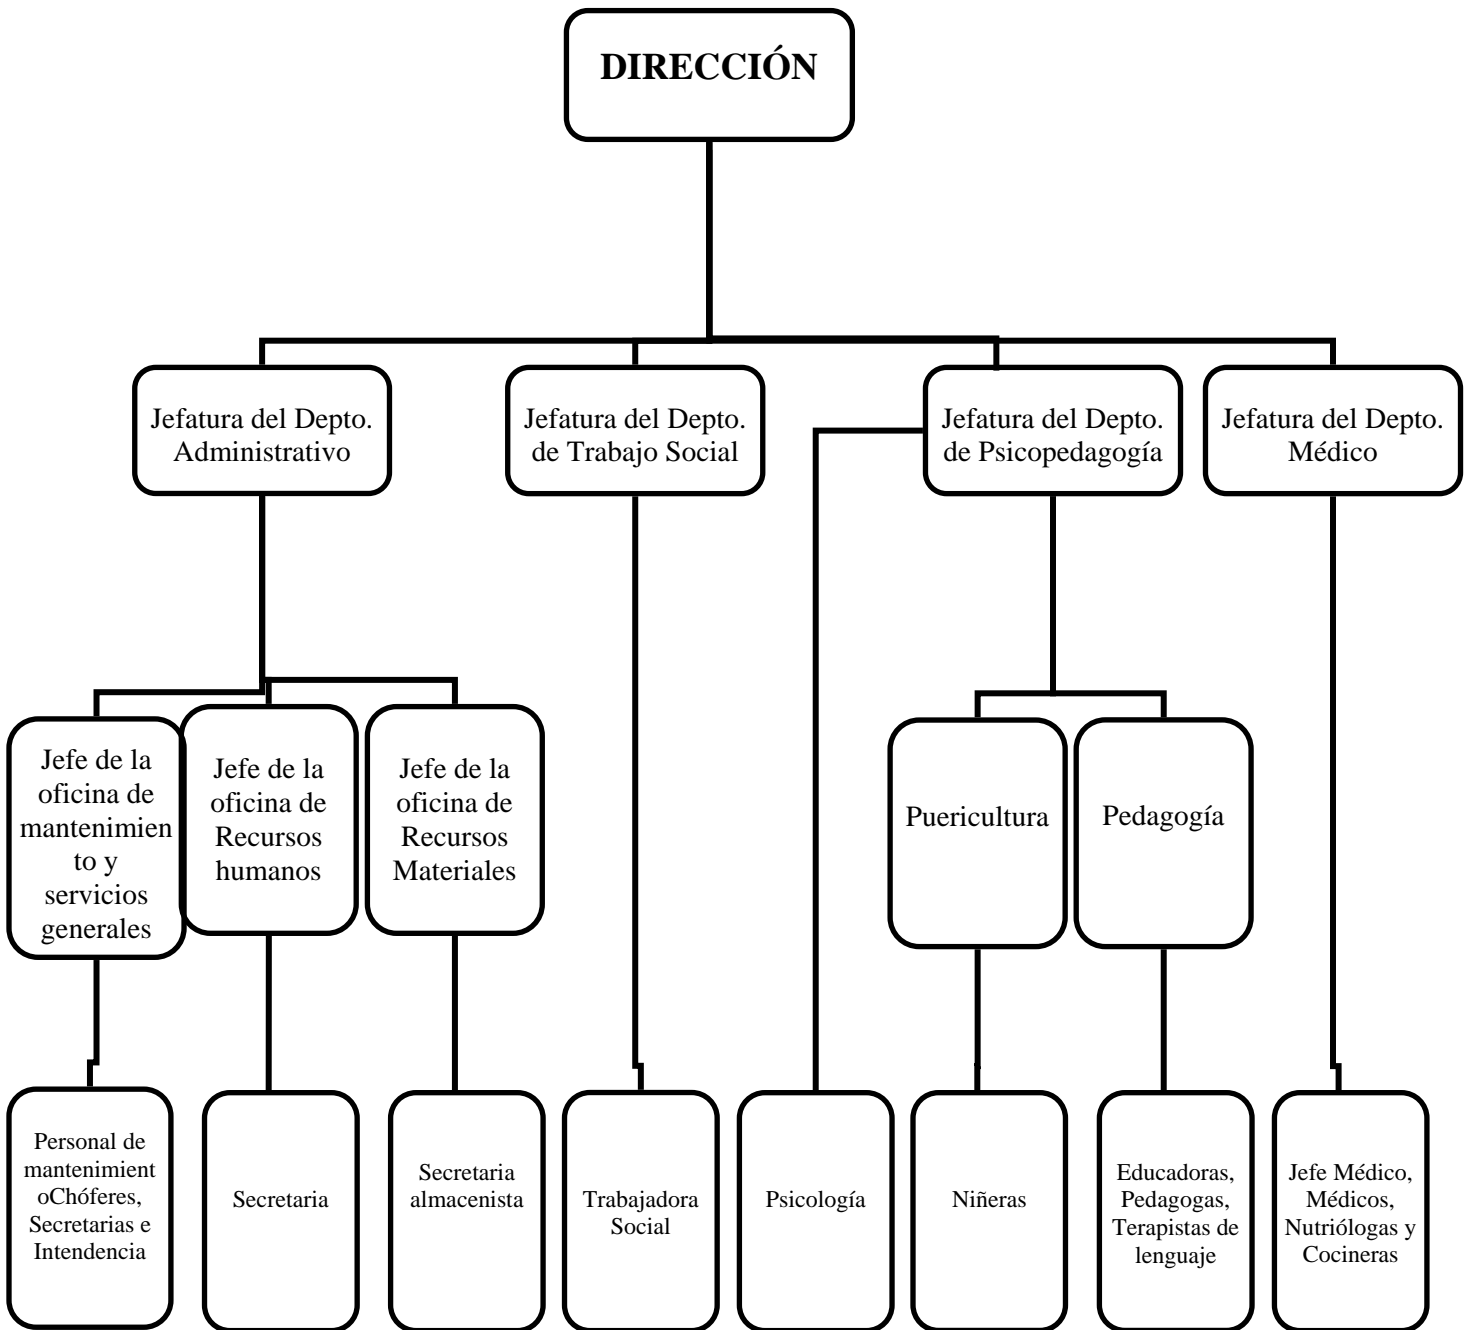 DIRECCIÓN
Jefatura del Depto.
Administrativo
Jefatura del Depto.
de Trabajo Social
Jefatura del Depto.
de Psicopedagogía
Jefatura del Depto.
Médico
Jefe de la
oficina de
mantenimien
to y
servicios
generales
Jefe de la
oficina de
Recursos
humanos
Jefe de la
oficina de
Recursos
Materiales
Puericultura
Pedagogía
Personal de
mantenimient
oChóferes,
Secretarias e
Intendencia
Secretaria
Secretaria
almacenista
Trabajadora
Social
Psicología
Niñeras
Educadoras,
Pedagogas,
Terapistas de
lenguaje
Jefe Médico,
Médicos,
Nutriólogas y
Cocineras